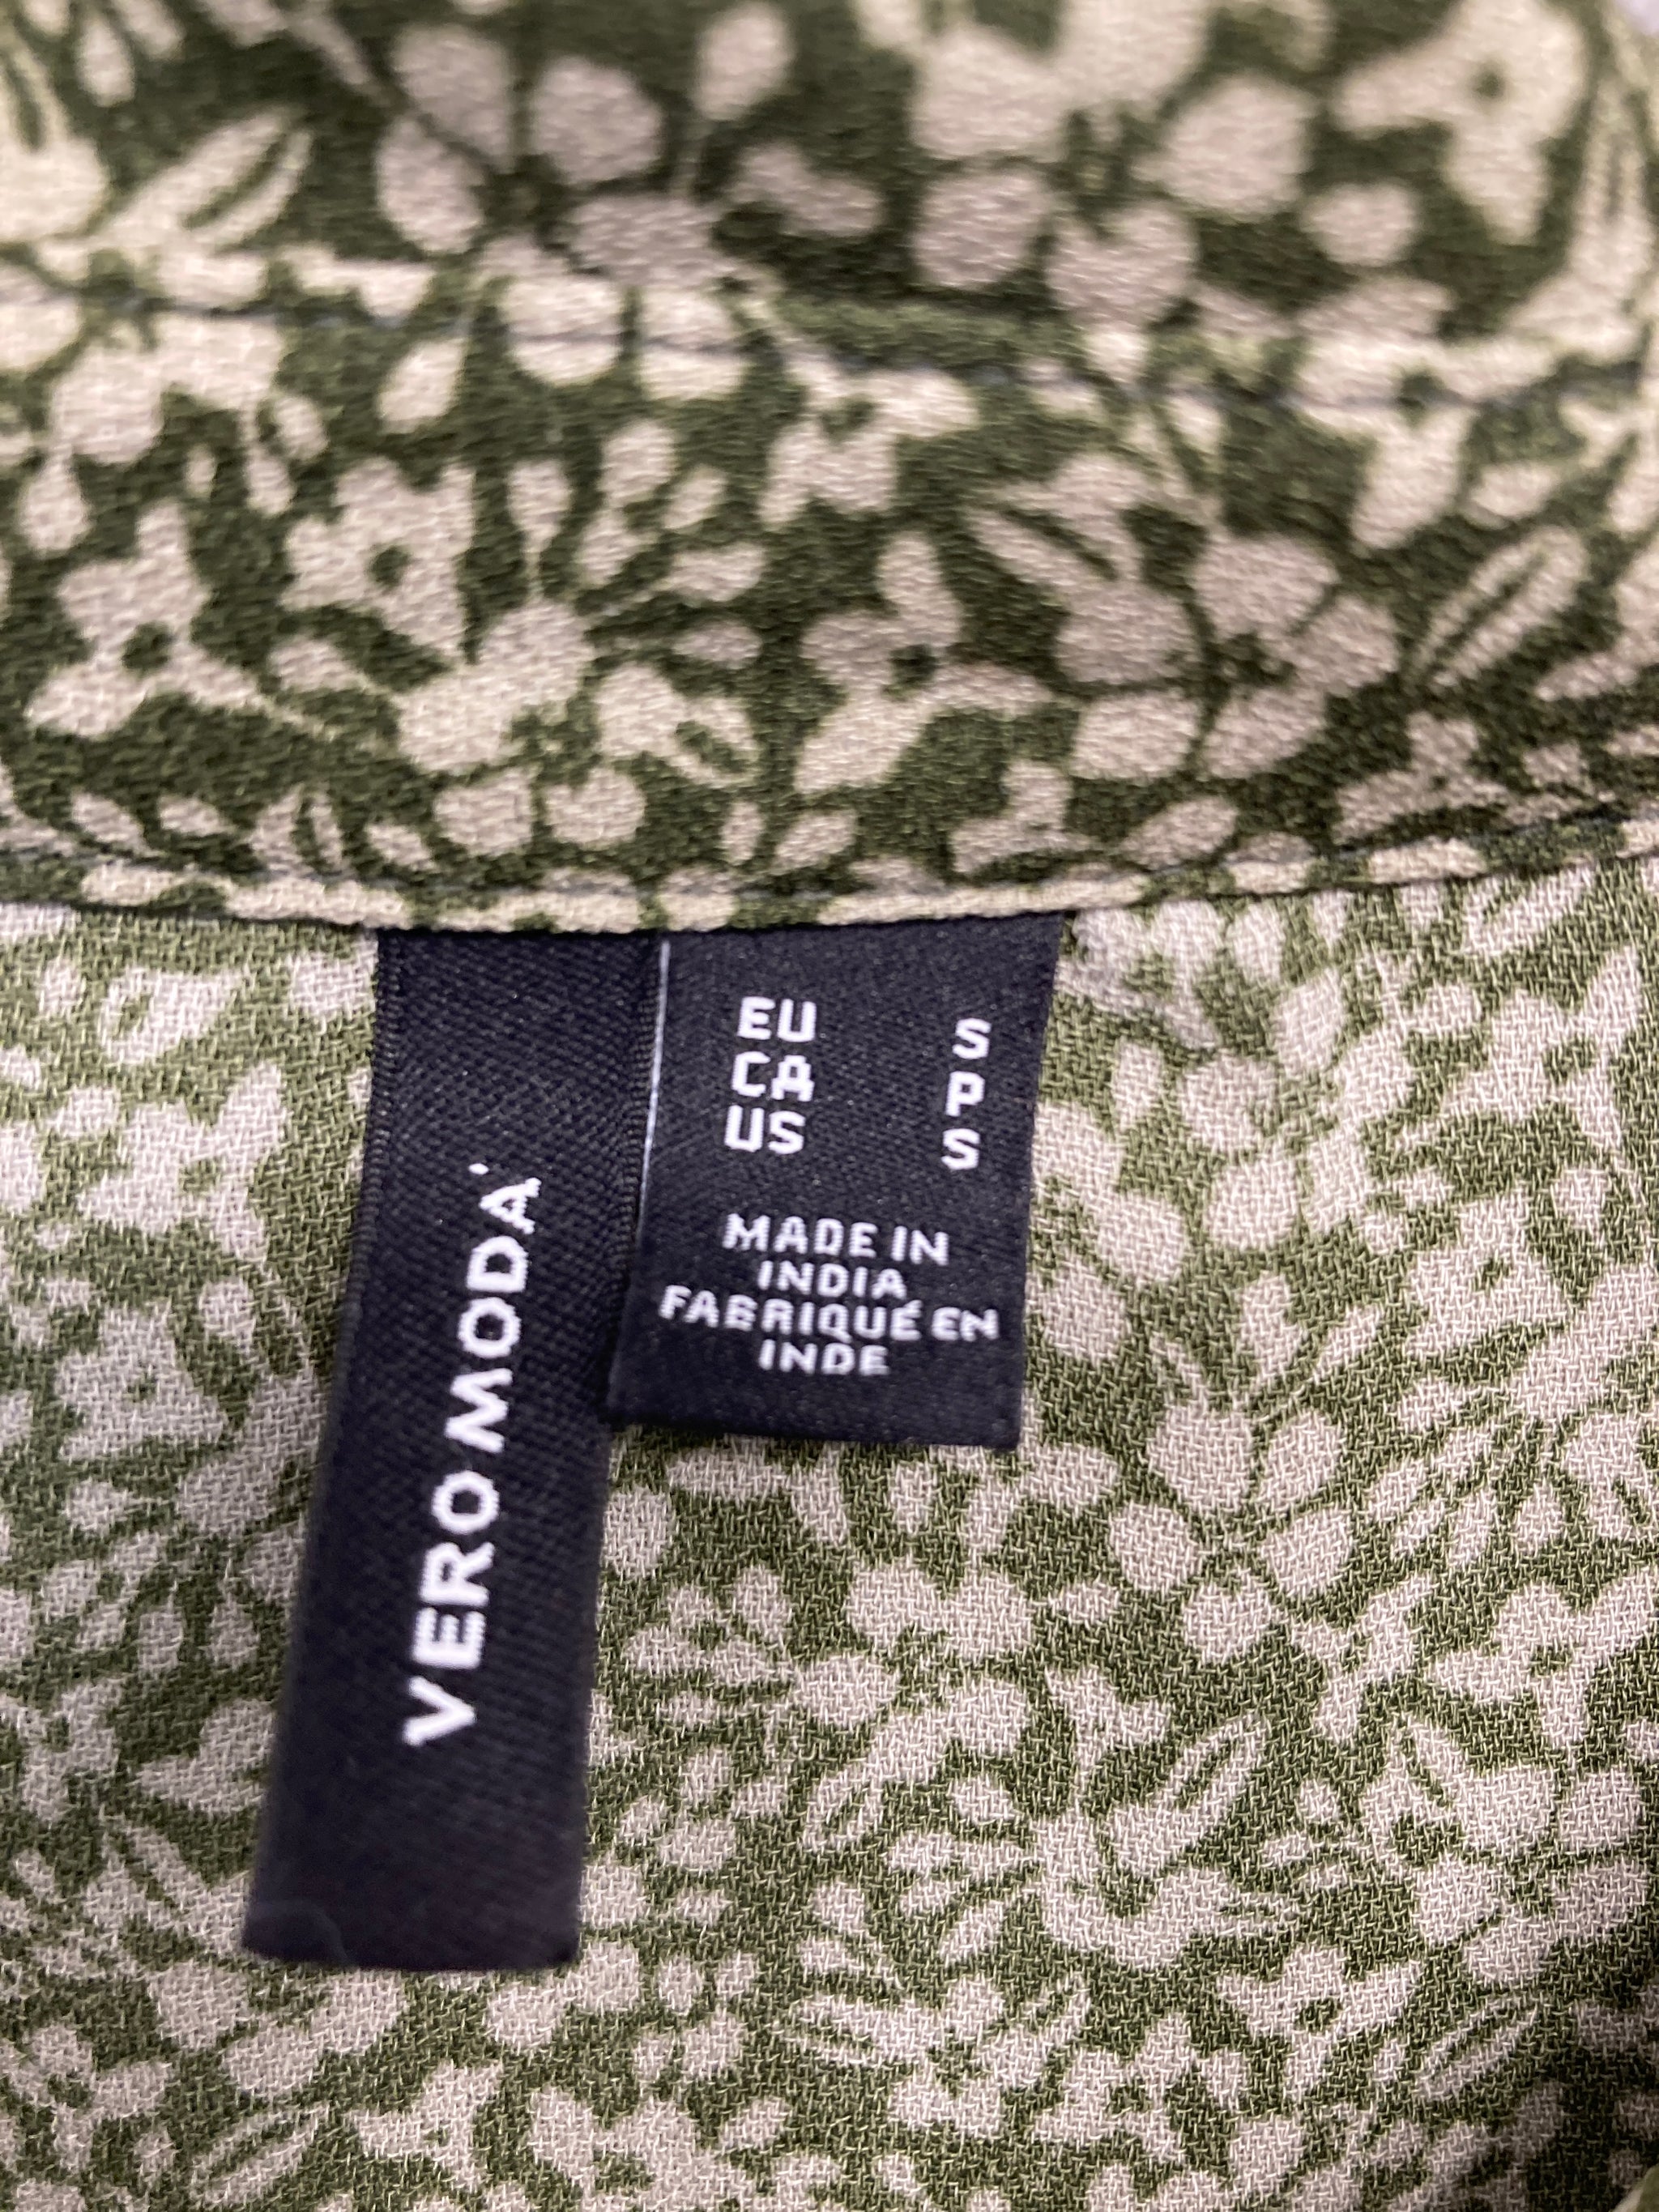 VERO MODA
EU S
CA P
US S
MADE IN
INDIA
FABRIQUÉ EN
INDE